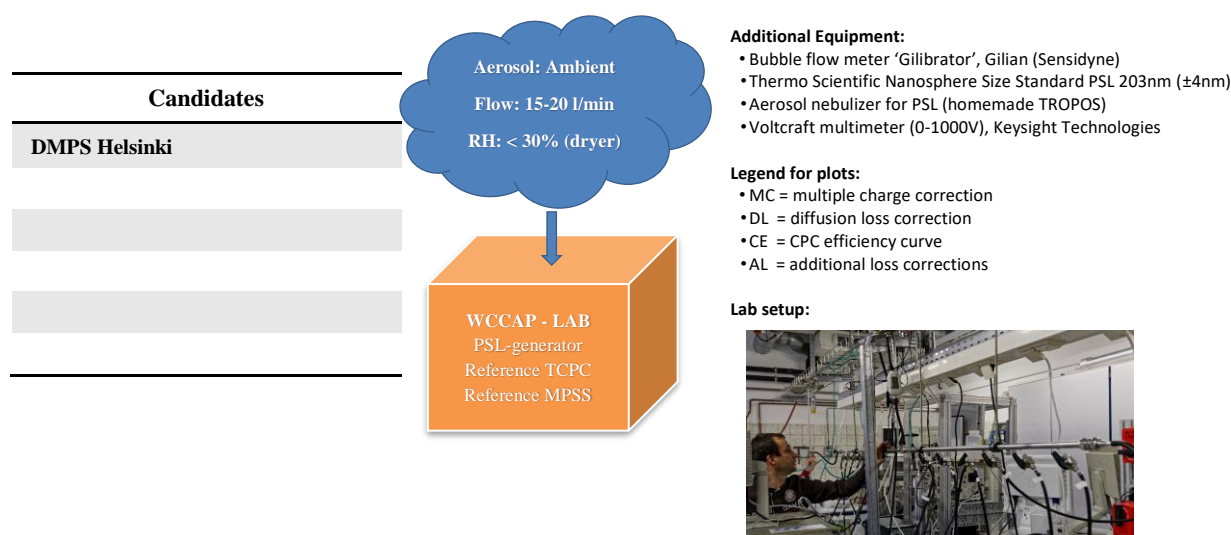 Candidates
DMPS Helsinki
Aerosol: Ambient
Flow: 15-20 l/min
RH: < 30% (dryer)
WCCAP - LAB
PSL-generator
Reference TCPC
Reference MPSS
Additional Equipment:
• Bubble flow meter ‘Gilibrator’, Gilian (Sensidyne)
• Thermo Scientific Nanosphere Size Standard PSL 203nm (±4nm)
• Aerosol nebulizer for PSL (homemade TROPOS)
• Voltcraft multimeter (0-1000V), Keysight Technologies
Legend for plots:
• MC = multiple charge correction
• DL = diffusion loss correction
• CE = CPC efficiency curve
• AL = additional loss corrections
Lab setup: